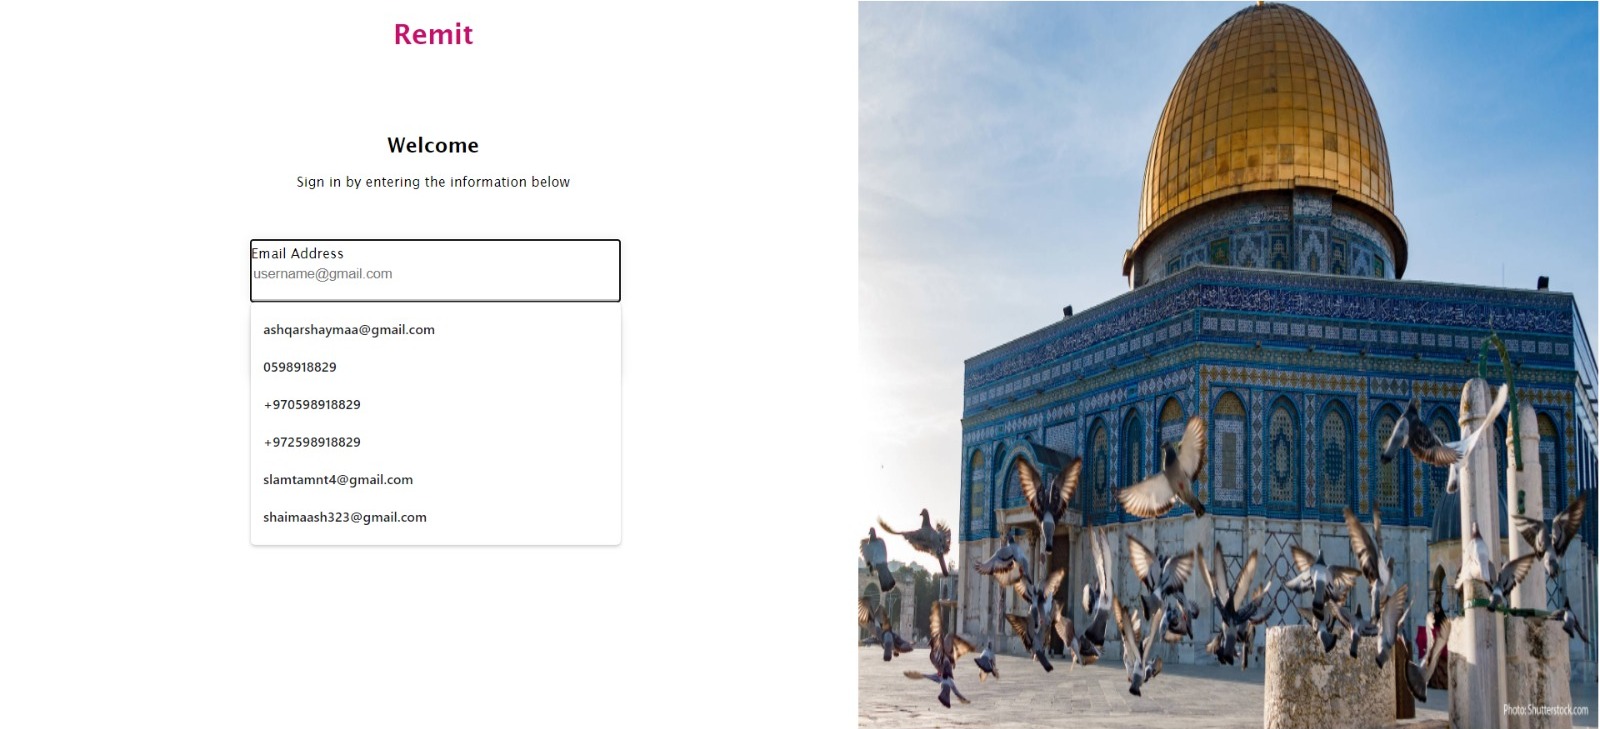 Remit
Welcome
Sign in by entering the information below
Email Address
username@gmail.com
ashqarshaymaa@gmail.com
0598918829
+970598918829
+972598918829
slamtamnt4@gmail.com
shaimaash323@gmail.com
Photo: Shutterstock.com